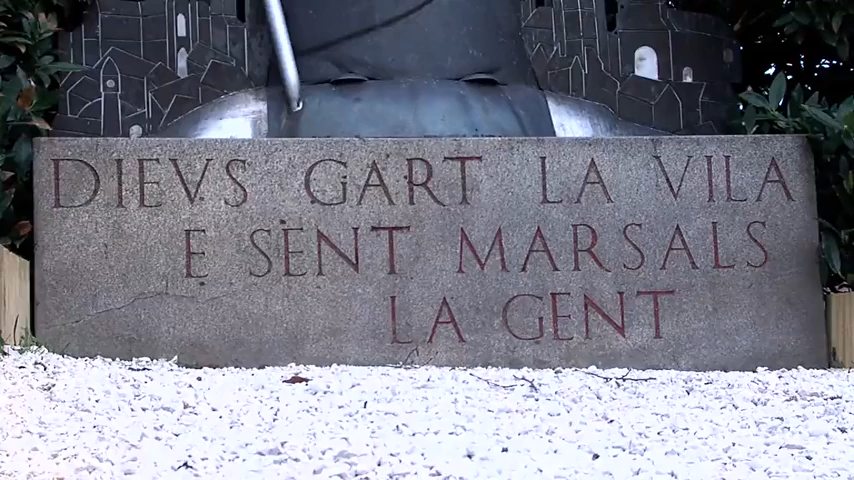 DIEVS GART LA VILA
E SENT MARSALS
LA GENT